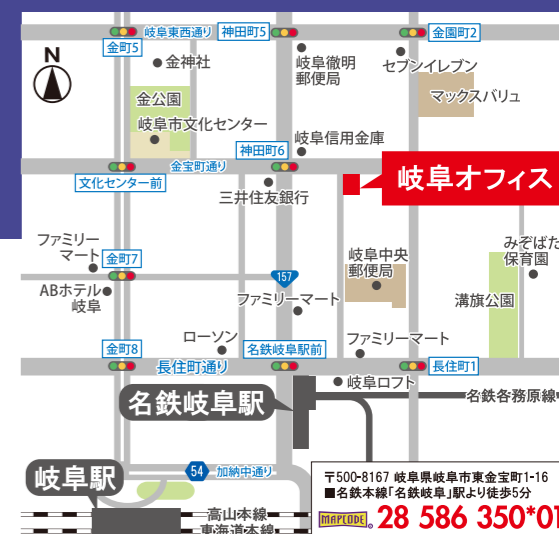 岐阜東西通り
神田町5
金園町2
金町5
N
金神社
岐阜徹明
郵便局
セブンイレブン
金公園
マックスバリュ
岐阜市文化センター
岐阜信用金庫
神田町6
金宝町通り
岐阜オフィス
文化センター前
三井住友銀行
ファミリー
マート
金町7
岐阜中央
郵便局
みぞばた
保育園
157
ABホテル
岐阜
ファミリーマート
溝旗公園
ローソン
ファミリーマート
金町8
名鉄岐阜駅前
長住町通り
長住町1
岐阜ロフト
名鉄岐阜駅
名鉄各務原線
54
加納中通り
岐阜駅
高山本線
東海道本線
〒500-8167 岐阜県岐阜市東金宝町1-16
■名鉄本線「名鉄岐阜」駅より徒歩5分
MAPCODE 28 586 350*01